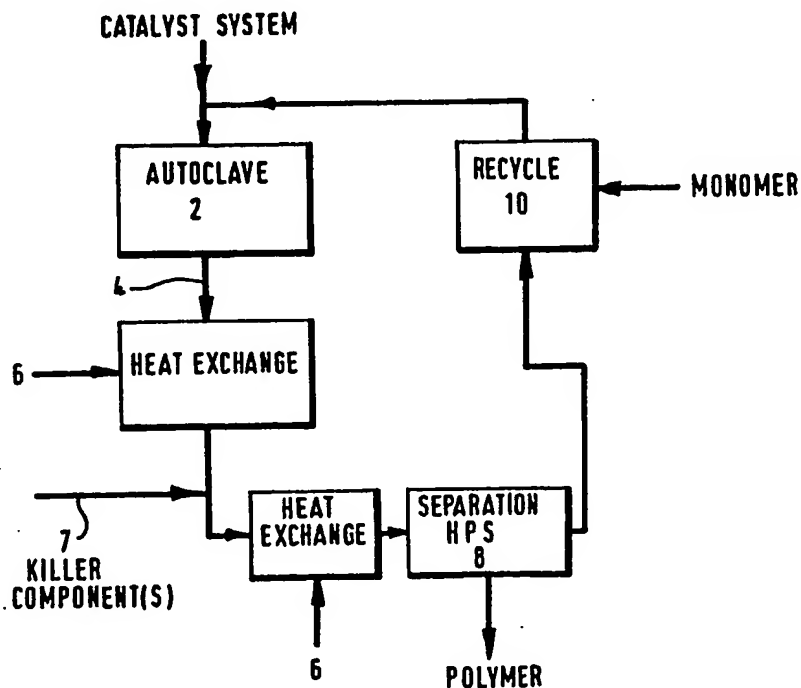 CATALYST SYSTEM
AUTOCLAVE
2
RECYCLE
10
MONOMER
4
HEAT EXCHANGE
6
7
KILLER
COMPONENT(S)
HEAT
EXCHANGE
6
SEPARATION
HPS
8
POLYMER